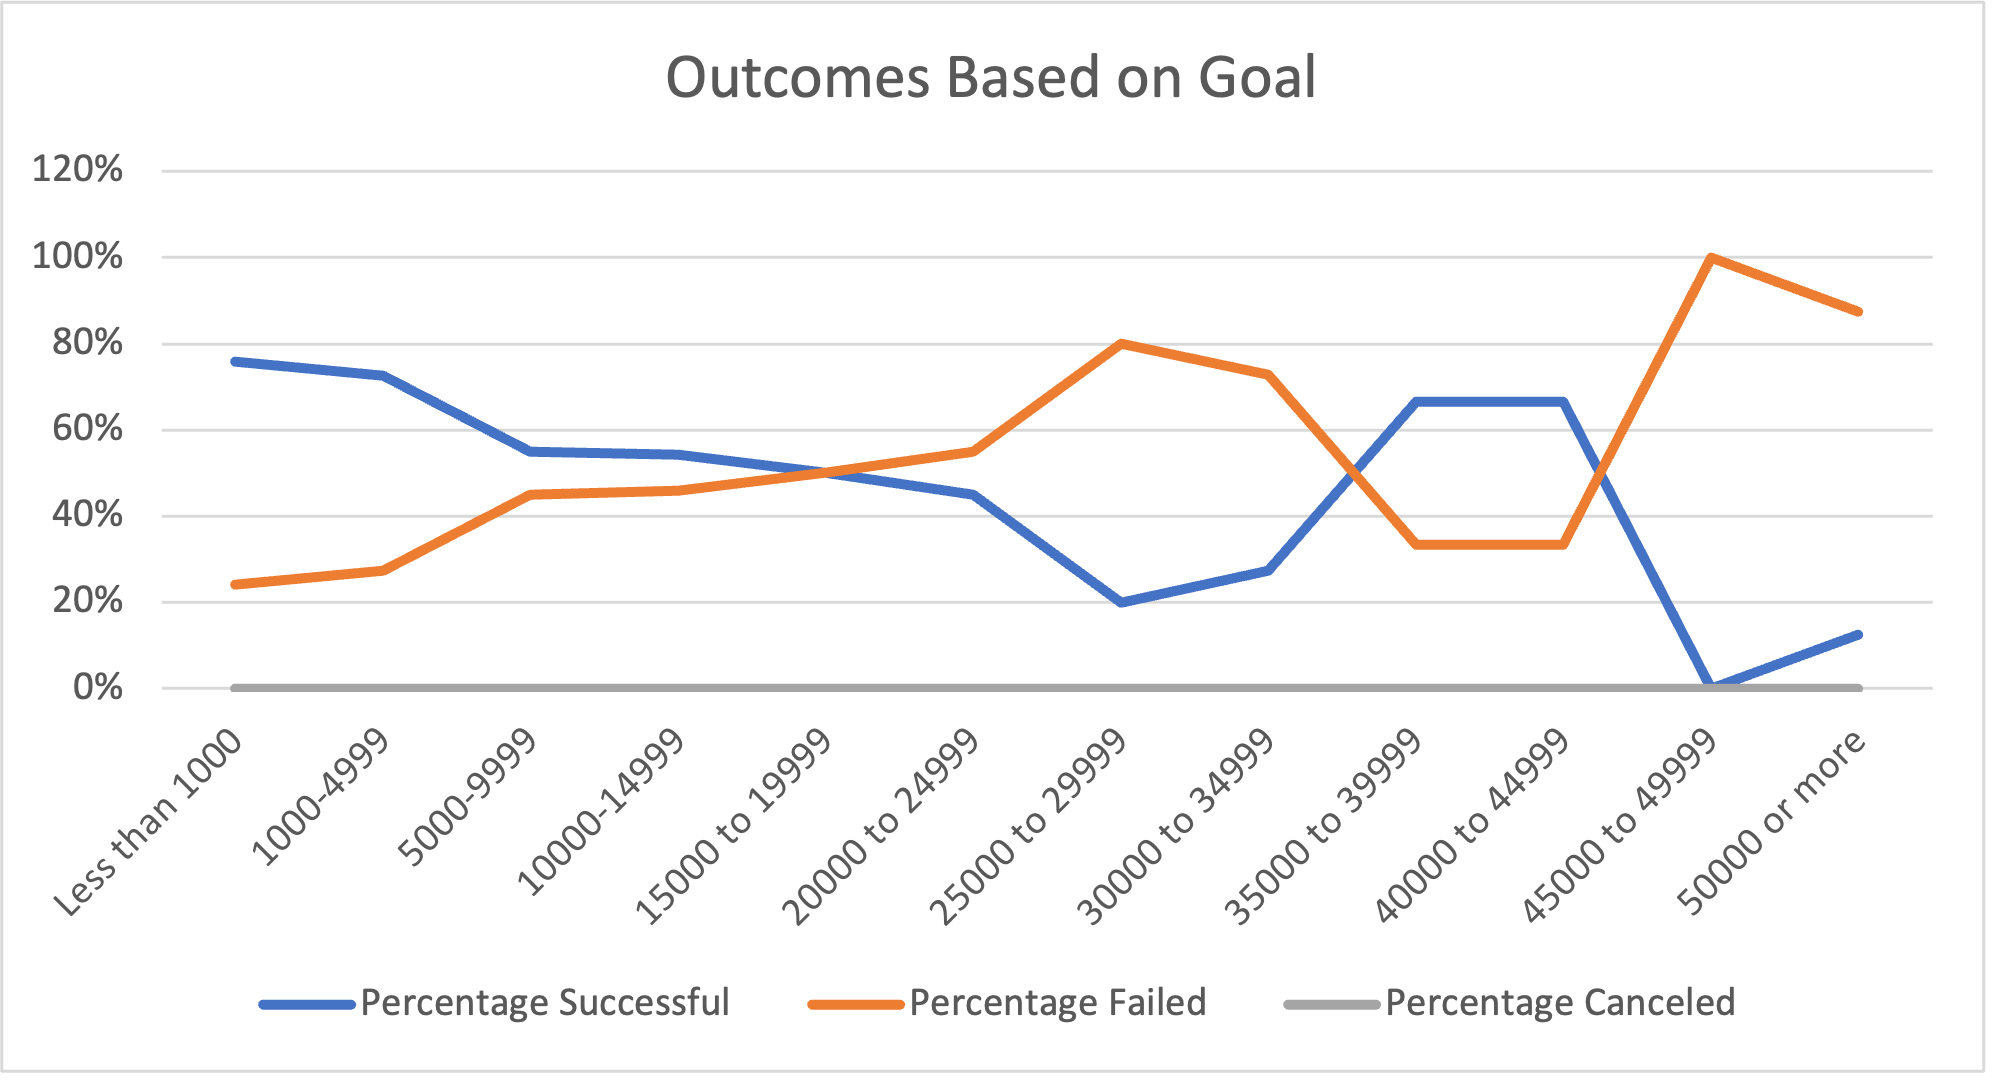 Outcomes Based on Goal
120%
100%
80%
60%
40%
20%
0%
Less than 1000
1000-4999
5000-9999
10000-14999
15000 to 19999
20000 to 24999
25000 to 29999
30000 to 34999
35000 to 39999
40000 to 44999
45000 to 49999
50000 or more
Percentage Successful
Percentage Failed
Percentage Canceled